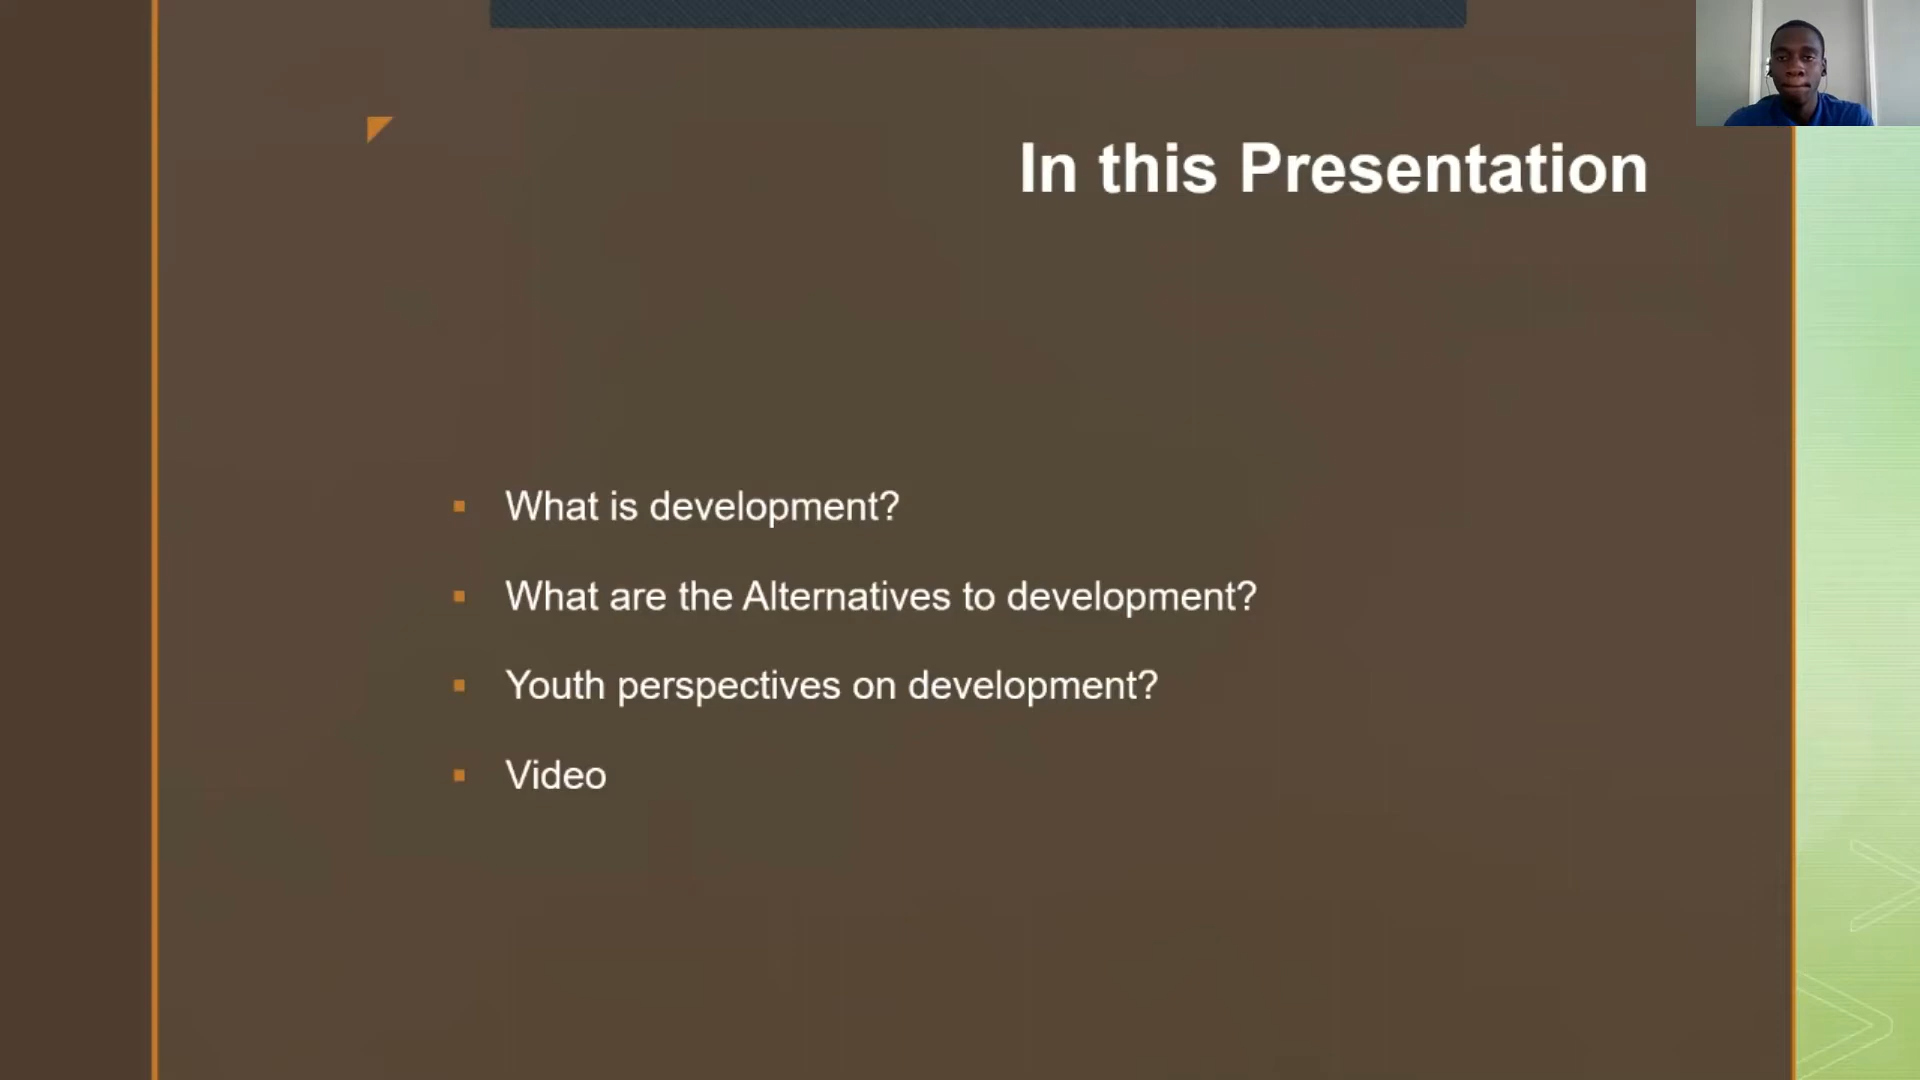 In this Presentation
What is development?
What are the Alternatives to development?
Youth perspectives on development?
Video